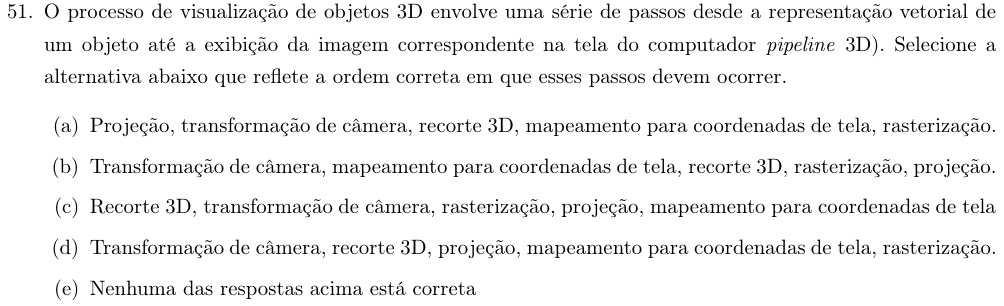 51. O processo de visualização de objetos 3D envolve uma série de passos desde a representação vetorial de
um objeto até a exibição da imagem correspondente na tela do computador pipeline 3D). Selecione a
alternativa abaixo que reflete a ordem correta em que esses passos devem ocorrer.
(a) Projeção, transformação de câmera, recorte 3D, mapeamento para coordenadas de tela, rasterização.
(b) Transformação de câmera, mapeamento para coordenadas de tela, recorte 3D, rasterização, projeção.
(c) Recorte 3D, transformação de câmera, rasterização, projeção, mapeamento para coordenadas de tela
(d) Transformação de câmera, recorte 3D, projeção, mapeamento para coordenadas de tela, rasterização.
(e) Nenhuma das respostas acima está correta